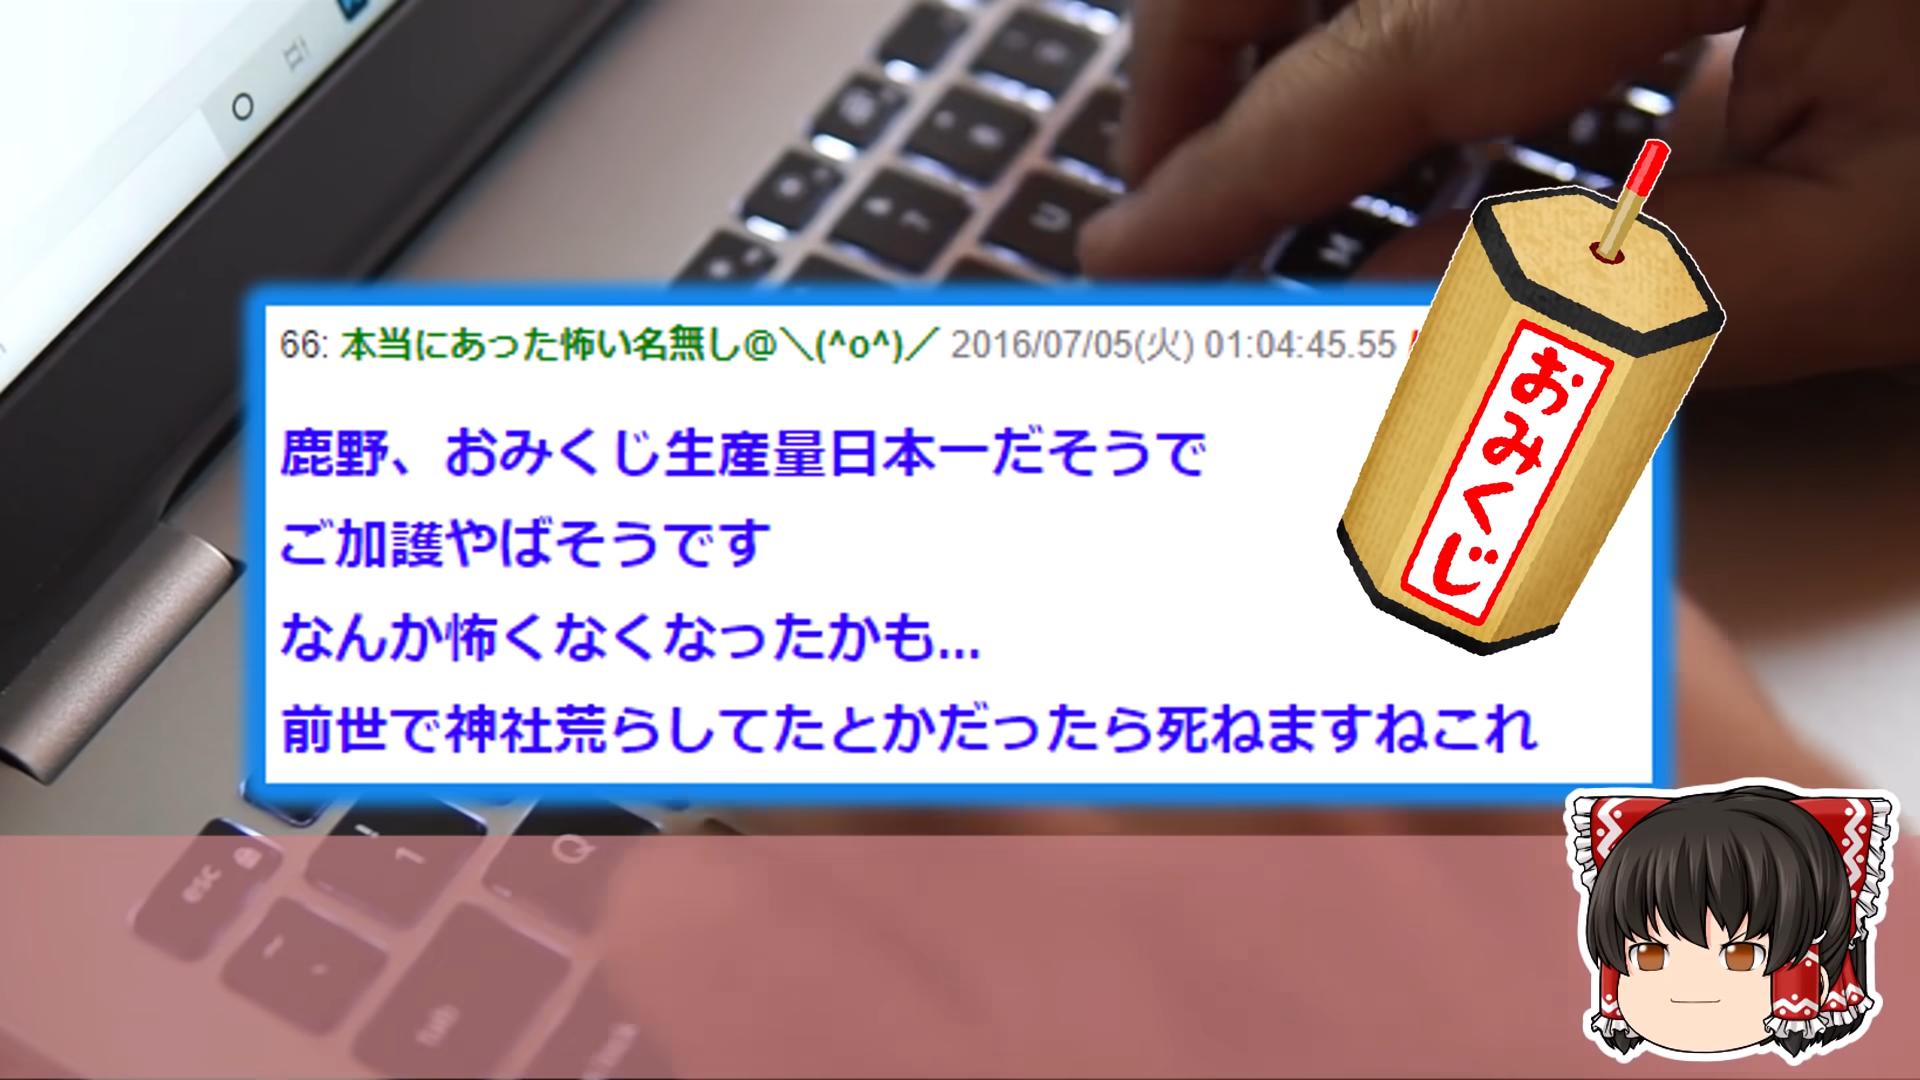 66: 本当にあった怖い名無し@＼(^o^)／ 2016/07/05(火) 01:04:45.55
鹿野、おみくじ生産量日本一だそうで
ご加護やばそうです
なんか怖くなくなったかも...
前世で神社荒らしてたとかだったら死ねますねこれ
おみくじ
esc
1
Q
tab
U
M